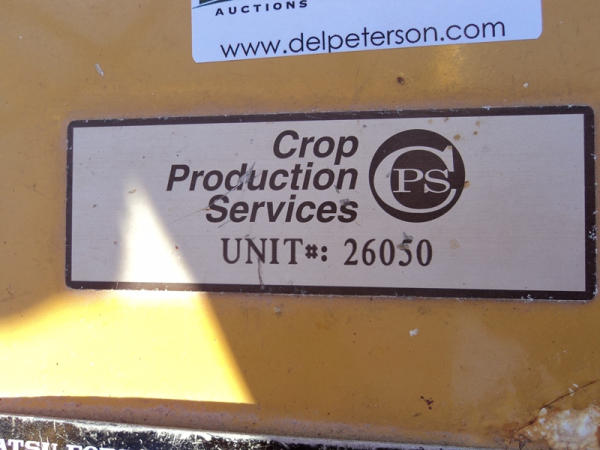 AUCTIONS
www.delpeterson.com
Crop
Production
Services
CPS
UNIT#: 26050